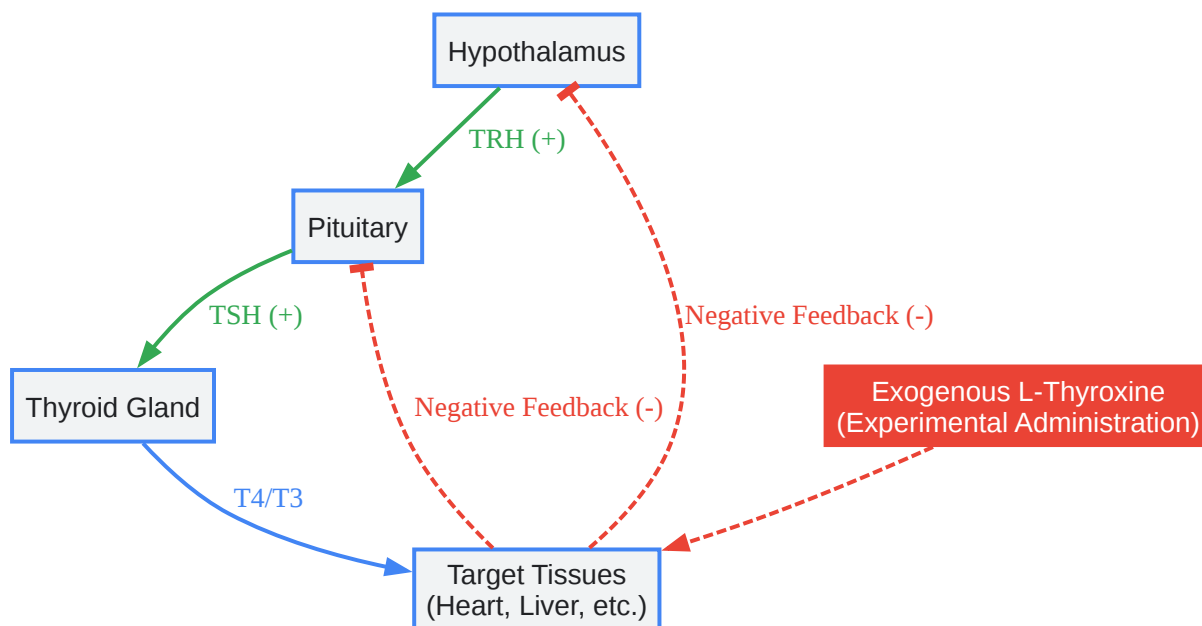 Hypothalamus
TRH (+)
Pituitary
TSH (+)
Negative Feedback (-)
Thyroid Gland
Negative Feedback (-)
Exogenous L-Thyroxine
(Experimental Administration)
T4/T3
Target Tissues
(Heart, Liver, etc.)